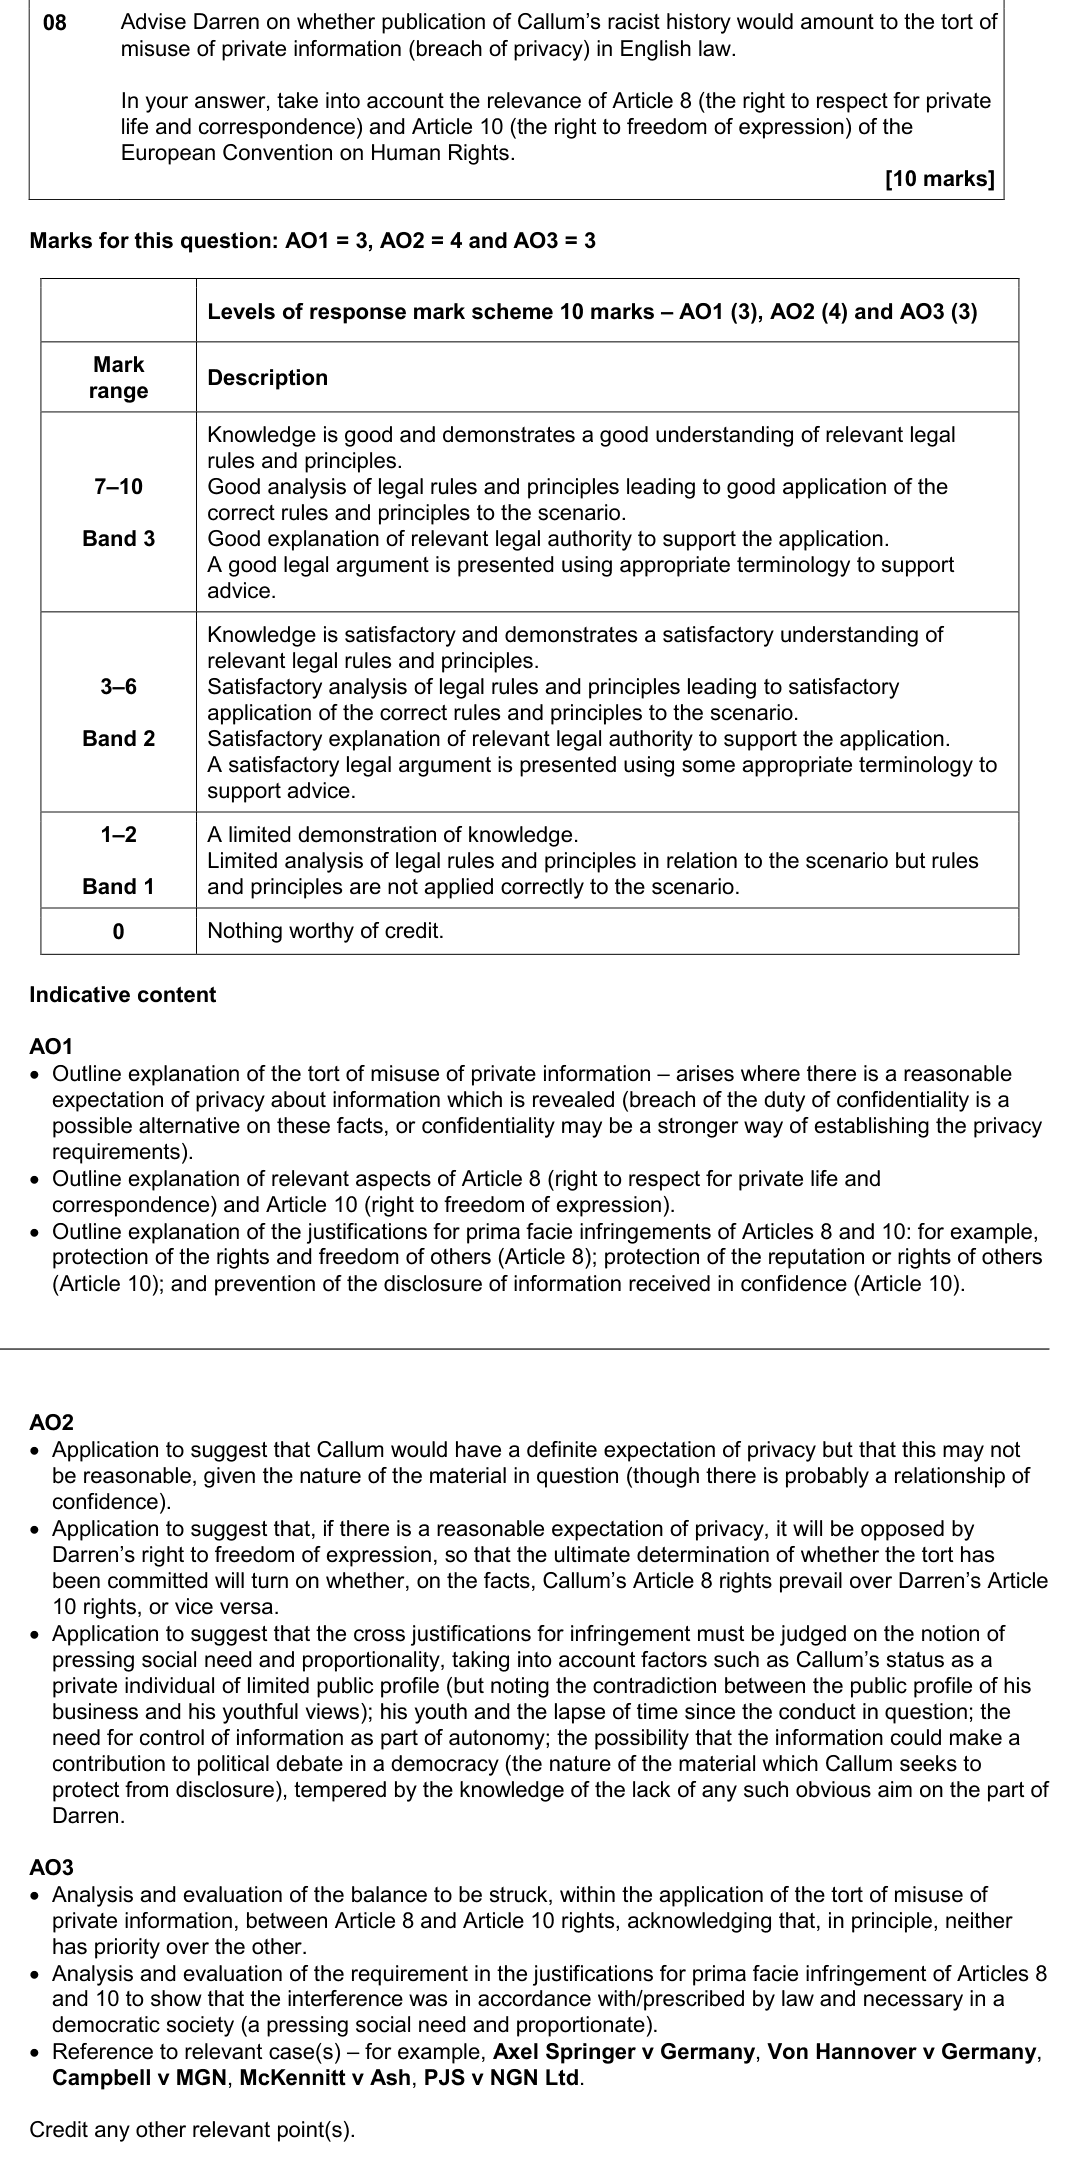 08
Advise Darren on whether publication of Callum's racist history would amount to the tort of
misuse of private information (breach of privacy) in English law.
In your answer, take into account the relevance of Article 8 (the right to respect for private
life and correspondence) and Article 10 (the right to freedom of expression) of the
European Convention on Human Rights.
[10 marks]
Marks for this question: AO1 = 3, AO2 = 4 and AO3 = 3
Levels of response mark scheme 10 marks – AO1 (3), AO2 (4) and AO3 (3)
Mark
range
Description
7–10
Band 3
Knowledge is good and demonstrates a good understanding of relevant legal
rules and principles.
Good analysis of legal rules and principles leading to good application of the
correct rules and principles to the scenario.
Good explanation of relevant legal authority to support the application.
A good legal argument is presented using appropriate terminology to support
advice.
3–6
Band 2
Knowledge is satisfactory and demonstrates a satisfactory understanding of
relevant legal rules and principles.
Satisfactory analysis of legal rules and principles leading to satisfactory
application of the correct rules and principles to the scenario.
Satisfactory explanation of relevant legal authority to support the application.
A satisfactory legal argument is presented using some appropriate terminology to
support advice.
1–2
Band 1
A limited demonstration of knowledge.
Limited analysis of legal rules and principles in relation to the scenario but rules
and principles are not applied correctly to the scenario.
0
Nothing worthy of credit.
Indicative content
AO1
• Outline explanation of the tort of misuse of private information – arises where there is a reasonable
expectation of privacy about information which is revealed (breach of the duty of confidentiality is a
possible alternative on these facts, or confidentiality may be a stronger way of establishing the privacy
requirements).
• Outline explanation of relevant aspects of Article 8 (right to respect for private life and
correspondence) and Article 10 (right to freedom of expression).
• Outline explanation of the justifications for prima facie infringements of Articles 8 and 10: for example,
protection of the rights and freedom of others (Article 8); protection of the reputation or rights of others
(Article 10); and prevention of the disclosure of information received in confidence (Article 10).
AO2
• Application to suggest that Callum would have a definite expectation of privacy but that this may not
be reasonable, given the nature of the material in question (though there is probably a relationship of
confidence).
• Application to suggest that, if there is a reasonable expectation of privacy, it will be opposed by
Darren's right to freedom of expression, so that the ultimate determination of whether the tort has
been committed will turn on whether, on the facts, Callum's Article 8 rights prevail over Darren's Article
10 rights, or vice versa.
• Application to suggest that the cross justifications for infringement must be judged on the notion of
pressing social need and proportionality, taking into account factors such as Callum's status as a
private individual of limited public profile (but noting the contradiction between the public profile of his
business and his youthful views); his youth and the lapse of time since the conduct in question; the
need for control of information as part of autonomy; the possibility that the information could make a
contribution to political debate in a democracy (the nature of the material which Callum seeks to
protect from disclosure), tempered by the knowledge of the lack of any such obvious aim on the part of
Darren.
AO3
• Analysis and evaluation of the balance to be struck, within the application of the tort of misuse of
private information, between Article 8 and Article 10 rights, acknowledging that, in principle, neither
has priority over the other.
• Analysis and evaluation of the requirement in the justifications for prima facie infringement of Articles 8
and 10 to show that the interference was in accordance with/prescribed by law and necessary in a
democratic society (a pressing social need and proportionate).
• Reference to relevant case(s) – for example, Axel Springer v Germany, Von Hannover v Germany,
Campbell v MGN, McKennitt v Ash, PJS v NGN Ltd.
Credit any other relevant point(s).